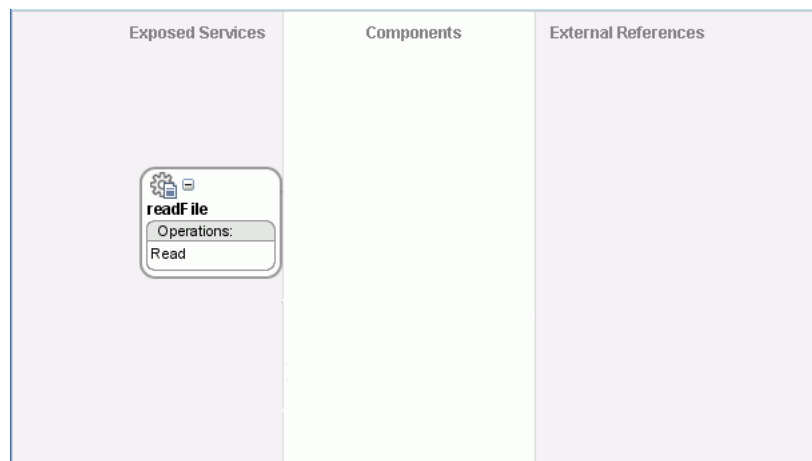 Exposed Services
Components
External References
readFile
Operations:
Read